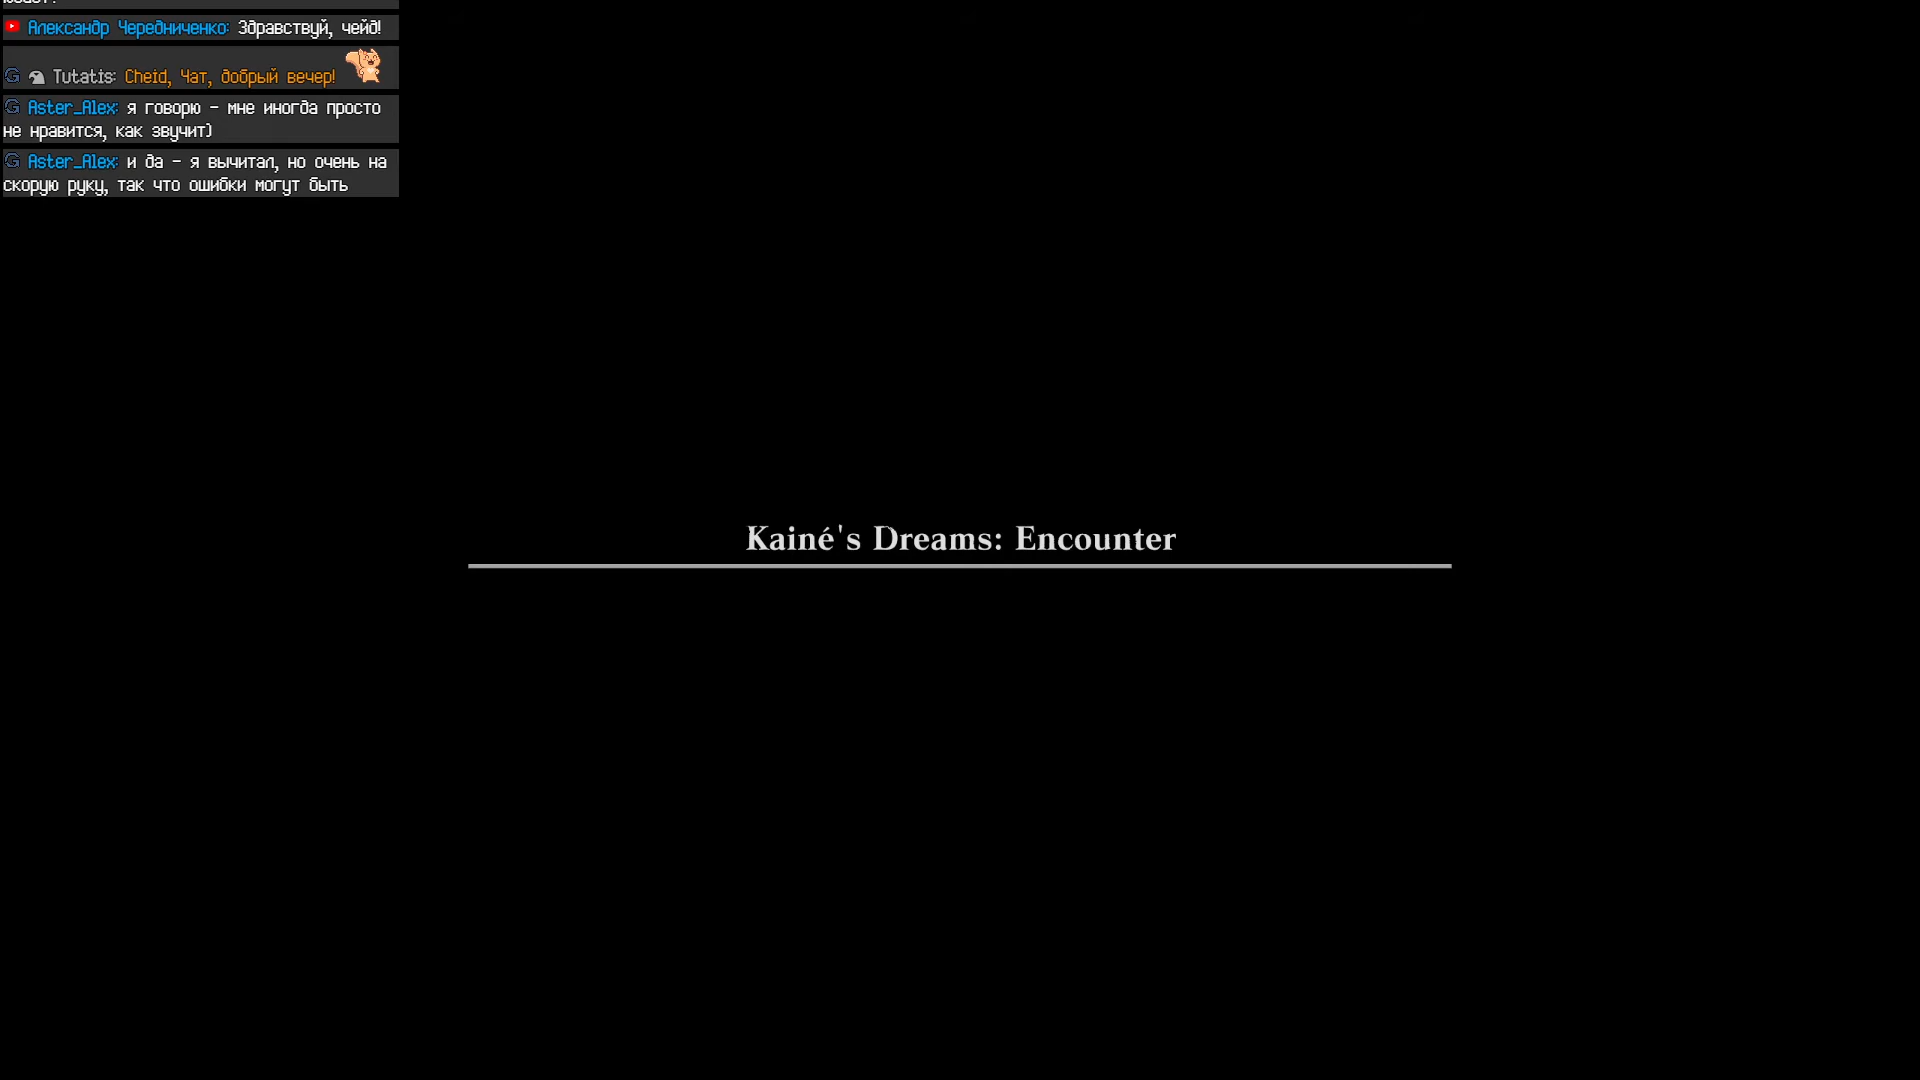 Александр Чередниченко: Здравствуй, чейд!
Tutatis: Cheid, Чат, добрый вечер!
Aster_Alex: я говорю - мне иногда просто
не нравится, как звучит)
Aster_Alex: и да - я вычитал, но очень на
скорую руку, так что ошибки могут быть
Kainé's Dreams: Encounter